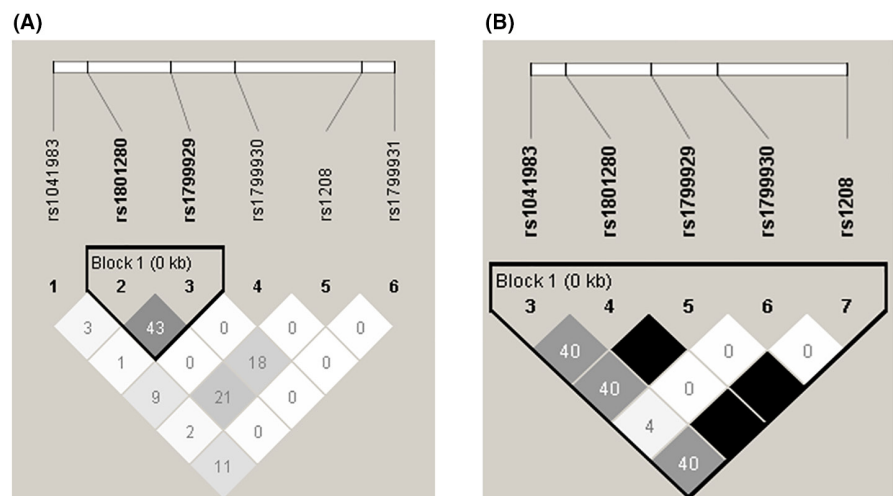 (A)
rs1041983
rs1801280
rs1799929
rs1799930
rs1208
rs1799931
Block 1 (0 kb)
1 2 3 4 5 6
3 43 0 0 0
1 0 18 0
9 21 0
2 0
11
(B)
rs1041983
rs1801280
rs1799929
rs1799930
rs1208
Block 1 (0 kb)
3 4 5 6 7
40 0 0
40 0
4
40